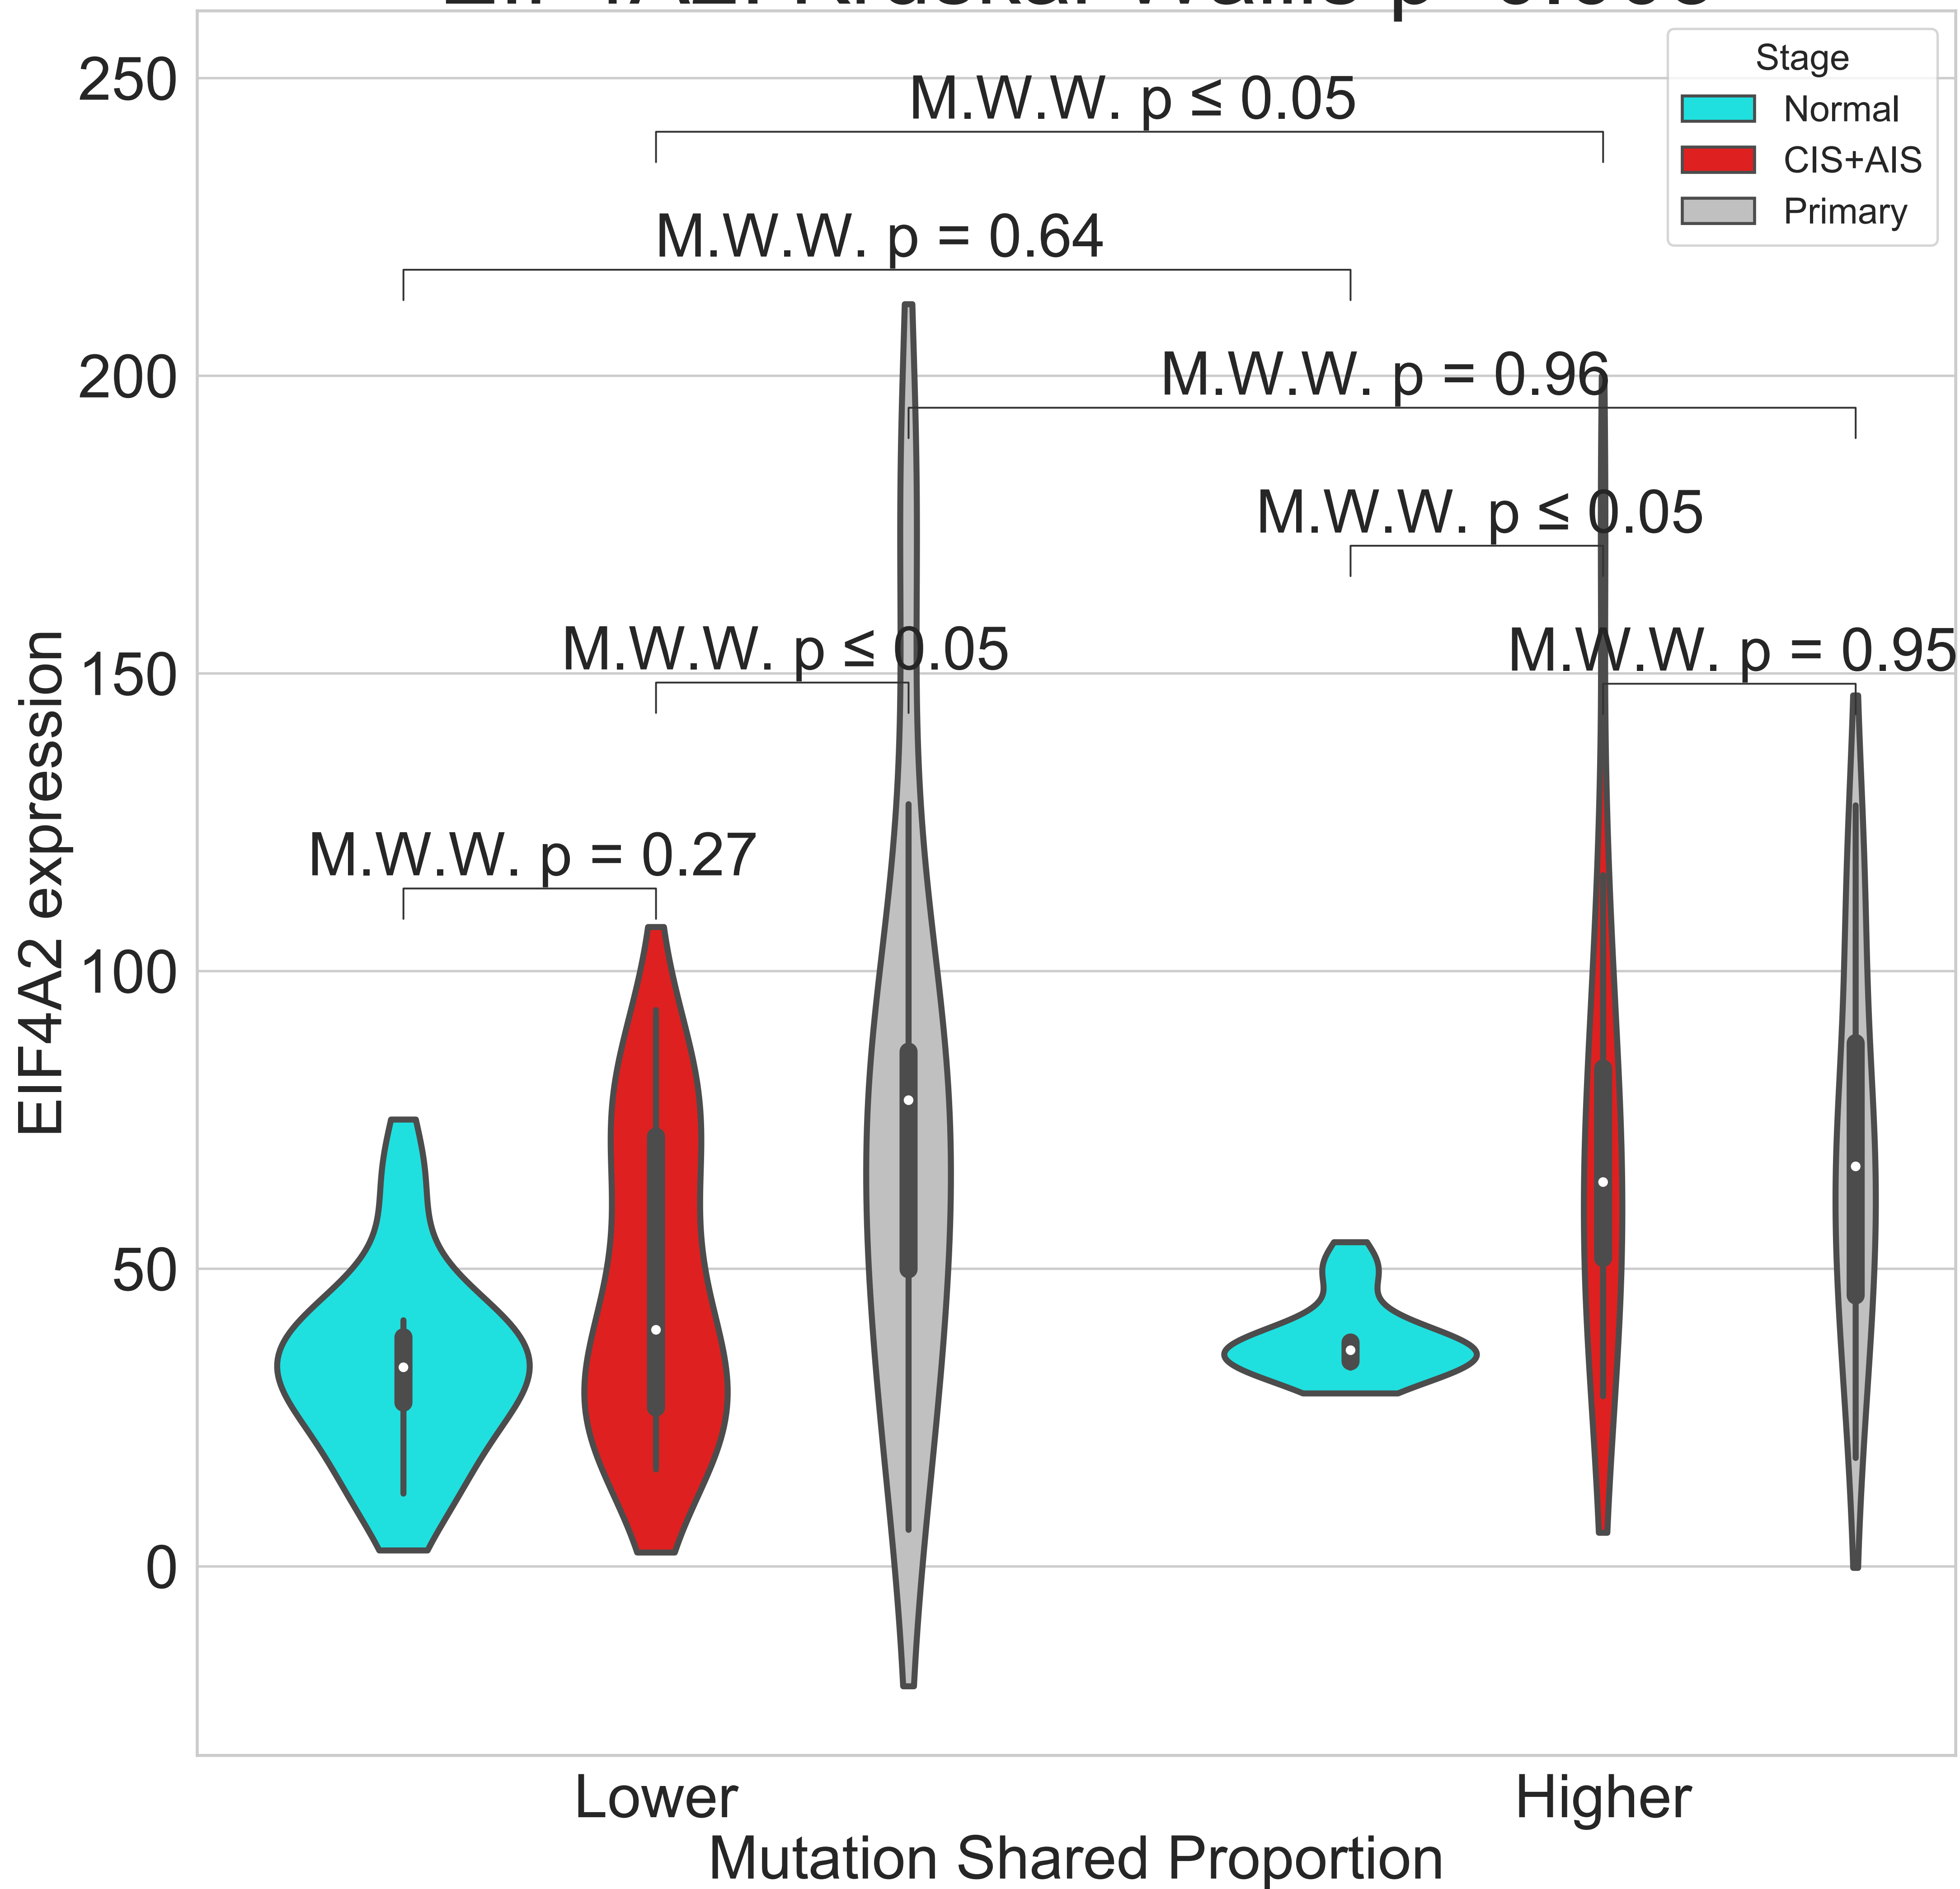 250
M.W.W. p ≤ 0.05
Stage
Normal
CIS+AIS
Primary
M.W.W. p = 0.64
200
M.W.W. p = 0.96
M.W.W. p ≤ 0.05
150
M.W.W. p ≤ 0.05
M.W.W. p = 0.95
EIF4A2 expression
M.W.W. p = 0.27
100
50
0
Lower
Higher
Mutation Shared Proportion